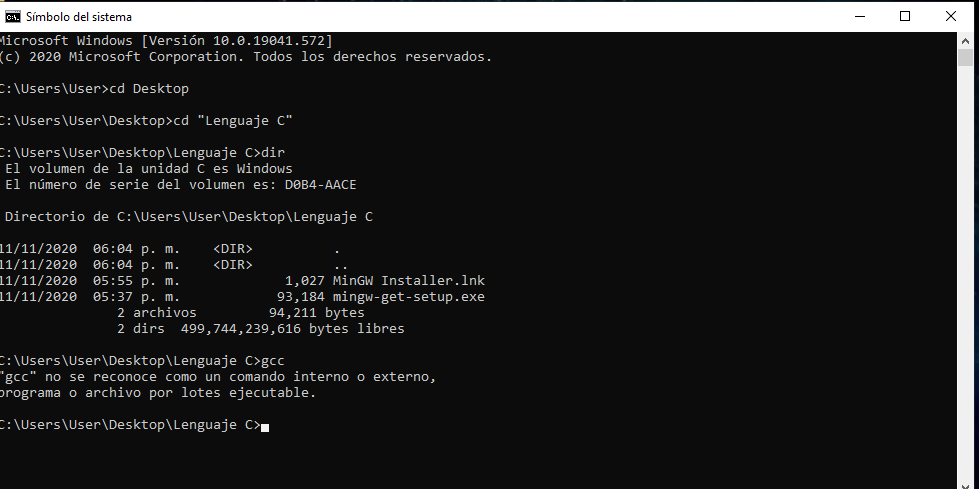 Símbolo del sistema
Microsoft Windows [Versión 10.0.19041.572]
(c) 2020 Microsoft Corporation. Todos los derechos reservados.
C:\Users\User>cd Desktop
C:\Users\User\Desktop>cd "Lenguaje C"
C:\Users\User\Desktop\Lenguaje C>dir
El volumen de la unidad C es Windows
El número de serie del volumen es: D0B4-AACE
Directorio de C:\Users\User\Desktop\Lenguaje C
11/11/2020  06:04 p. m.    <DIR>          .
11/11/2020  06:04 p. m.    <DIR>          ..
11/11/2020  05:55 p. m.             1,027 MinGW Installer.lnk
11/11/2020  05:37 p. m.            93,184 mingw-get-setup.exe
2 archivos         94,211 bytes
2 dirs  499,744,239,616 bytes libres
C:\Users\User\Desktop\Lenguaje C>gcc
"gcc" no se reconoce como un comando interno o externo,
programa o archivo por lotes ejecutable.
C:\Users\User\Desktop\Lenguaje C>